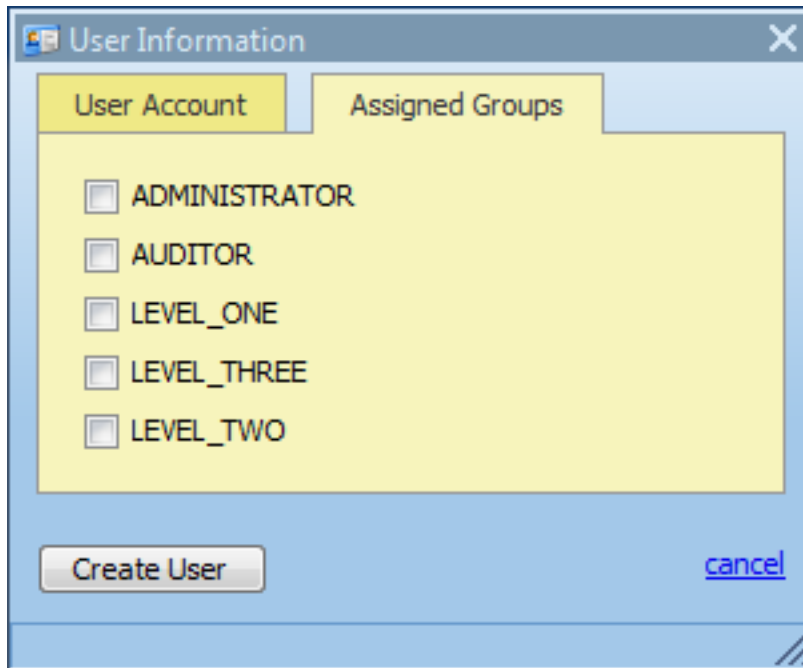 User Information
User Account
Assigned Groups
ADMINISTRATOR
AUDITOR
LEVEL_ONE
LEVEL_THREE
LEVEL_TWO
Create User
cancel